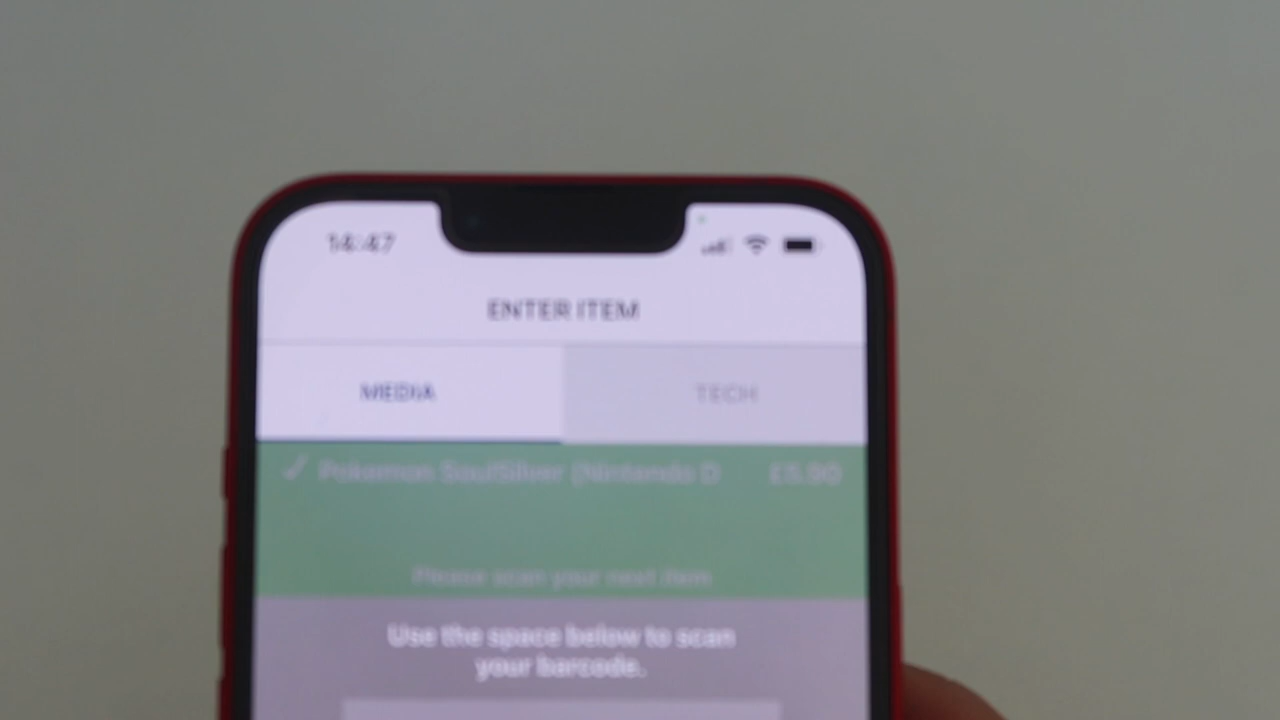 14:47
ENTER ITEM
MEDIA TECH
✓ Pokemon SoulSilver (Nintendo D £5.90
Please scan your next item
Use the space below to scan
your barcode.